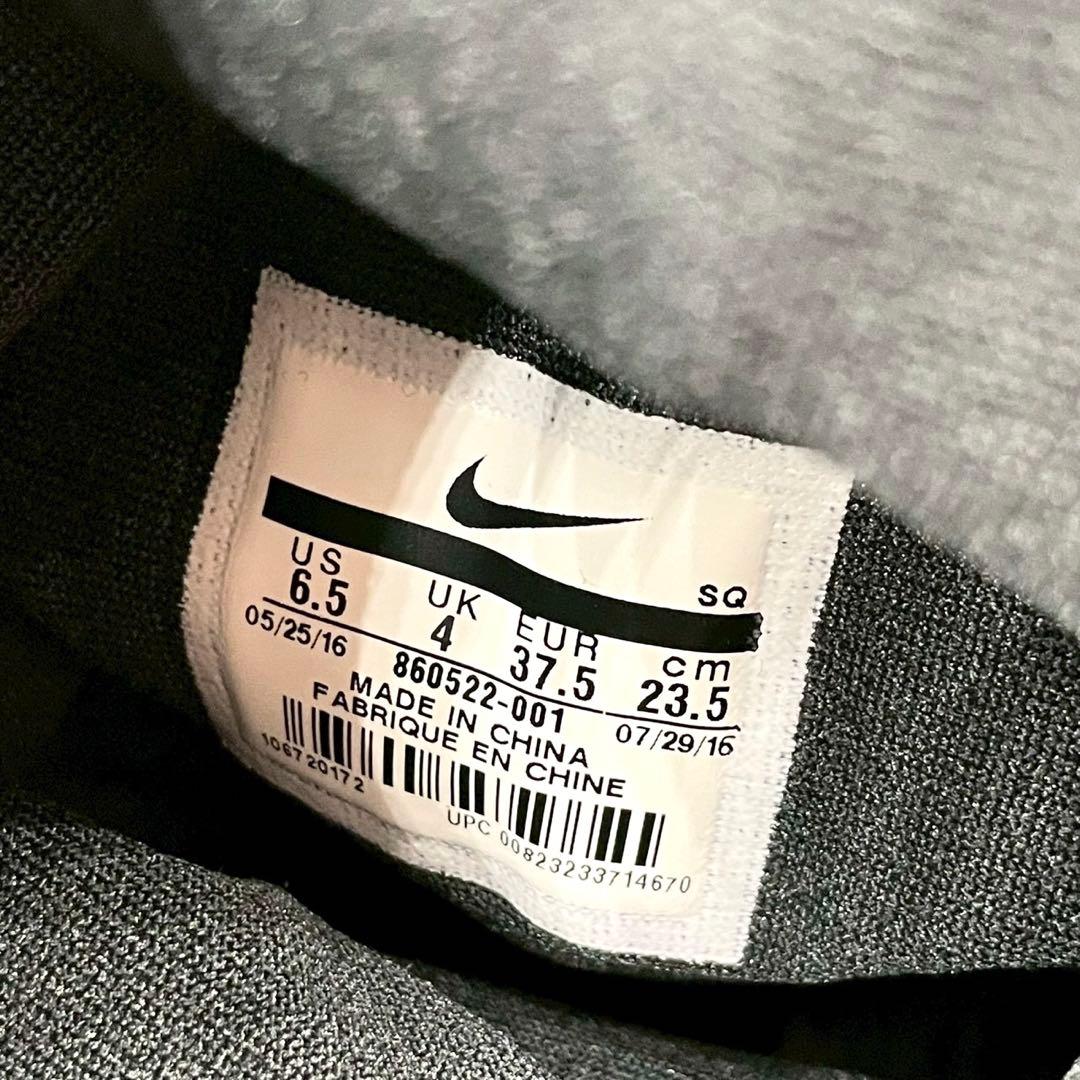 SQ
US UK EUR cm
6.5 4 37.5 23.5
05/25/16 860522-001 07/29/16
MADE IN CHINA
FABRIQUE EN CHINE
106720172
UPC 00823233714670